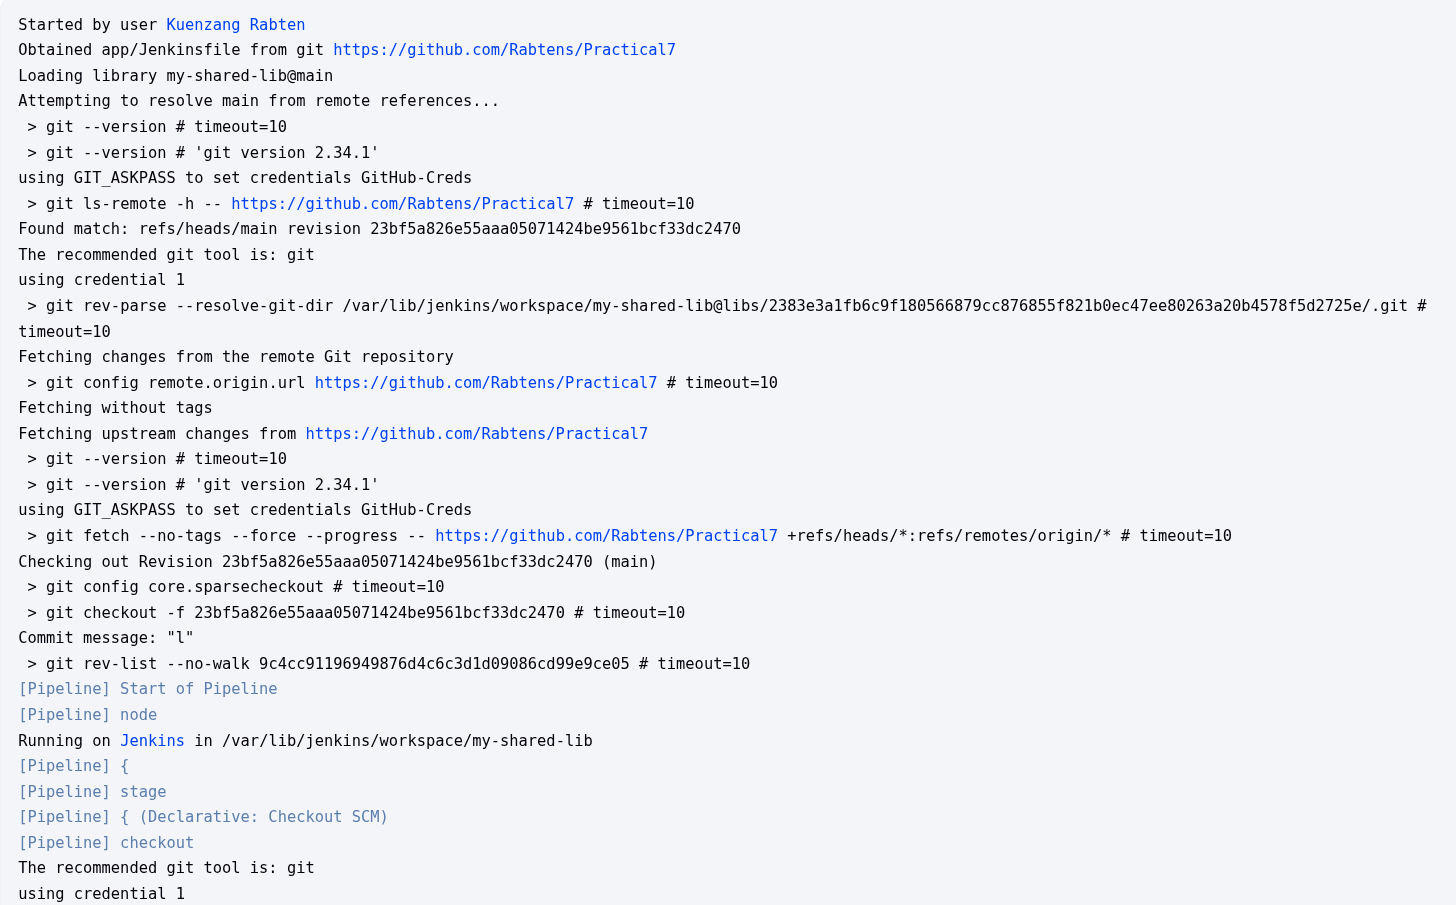 Started by user Kuenzang Rabten
Obtained app/Jenkinsfile from git https://github.com/Rabtens/Practical7
Loading library my-shared-lib@main
Attempting to resolve main from remote references...
 > git --version # timeout=10
 > git --version # 'git version 2.34.1'
using GIT_ASKPASS to set credentials GitHub-Creds
 > git ls-remote -h -- https://github.com/Rabtens/Practical7 # timeout=10
Found match: refs/heads/main revision 23bf5a826e55aaa05071424be9561bcf33dc2470
The recommended git tool is: git
using credential 1
 > git rev-parse --resolve-git-dir /var/lib/jenkins/workspace/my-shared-lib@libs/2383e3a1fb6c9f180566879cc876855f821b0ec47ee80263a20b4578f5d2725e/.git #
timeout=10
Fetching changes from the remote Git repository
 > git config remote.origin.url https://github.com/Rabtens/Practical7 # timeout=10
Fetching without tags
Fetching upstream changes from https://github.com/Rabtens/Practical7
 > git --version # timeout=10
 > git --version # 'git version 2.34.1'
using GIT_ASKPASS to set credentials GitHub-Creds
 > git fetch --no-tags --force --progress -- https://github.com/Rabtens/Practical7 +refs/heads/*:refs/remotes/origin/* # timeout=10
Checking out Revision 23bf5a826e55aaa05071424be9561bcf33dc2470 (main)
 > git config core.sparsecheckout # timeout=10
 > git checkout -f 23bf5a826e55aaa05071424be9561bcf33dc2470 # timeout=10
Commit message: "l"
 > git rev-list --no-walk 9c4cc91196949876d4c6c3d1d09086cd99e9ce05 # timeout=10
[Pipeline] Start of Pipeline
[Pipeline] node
Running on Jenkins in /var/lib/jenkins/workspace/my-shared-lib
[Pipeline] {
[Pipeline] stage
[Pipeline] { (Declarative: Checkout SCM)
[Pipeline] checkout
The recommended git tool is: git
using credential 1